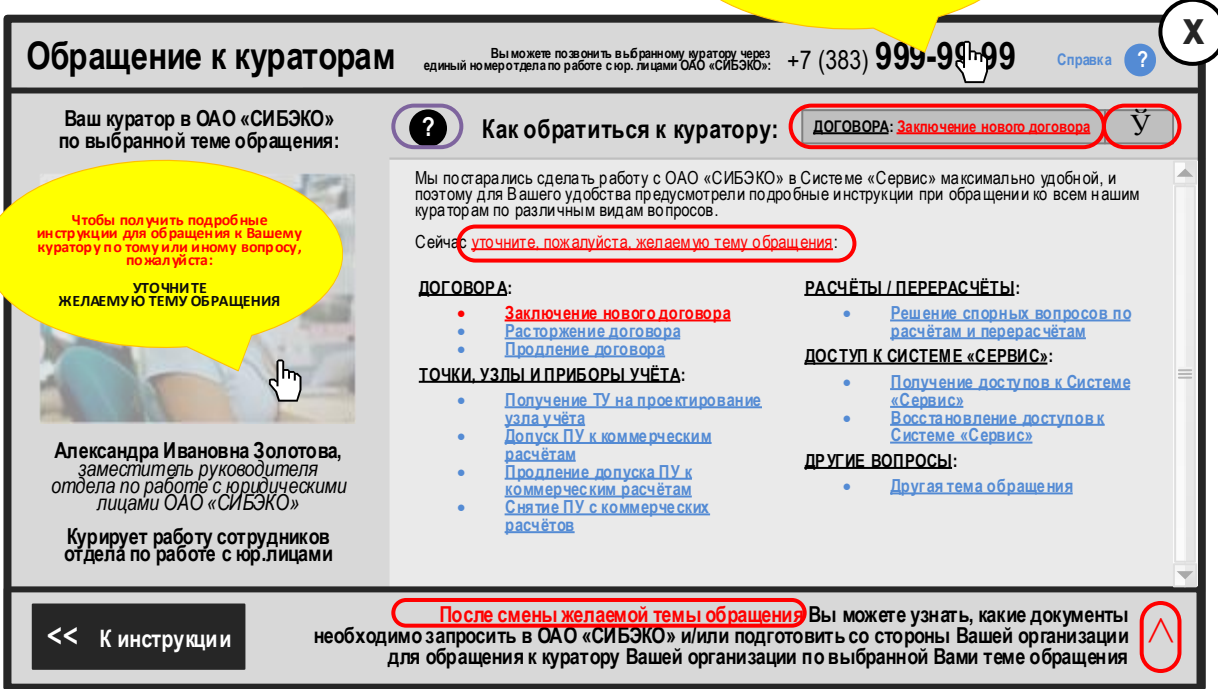 X
Обращение к кураторам
Вы можете позвонить выбранному куратору через
единый номер отдела по работе с юр. лицами ОАО «СИБЭКО»:
+7 (383) 999-99-99
Справка ?
Ваш куратор в ОАО «СИБЭКО»
по выбранной теме обращения:
Чтобы получить подробные
инструкции для обращения к Вашему
куратору по тому или иному вопросу,
пожалуйста:
УТОЧНИТЕ
ЖЕЛАЕМУЮ ТЕМУ ОБРАЩЕНИЯ
Александра Ивановна Золотова,
заместитель руководителя
отдела по работе с юридическими
лицами ОАО «СИБЭКО»
Курирует работу сотрудников
отдела по работе с юр.лицами
? Как обратиться к куратору:
ДОГОВОРА: Заключение нового договора
Ў
Мы постарались сделать работу с ОАО «СИБЭКО» в Системе «Сервис» максимально удобной, и
поэтому для Вашего удобства предусмотрели подробные инструкции при обращении ко всем нашим
кураторам по различным видам вопросов.
Сейчас уточните, пожалуйста, желаемую тему обращения:
ДОГОВОРА:
• Заключение нового договора
• Расторжение договора
• Продление договора
ТОЧКИ, УЗЛЫ И ПРИБОРЫ УЧЁТА:
• Получение ТУ на проектирование
узла учёта
• Допуск ПУ к коммерческим
расчётам
• Продление допуска ПУ к
коммерческим расчётам
• Снятие ПУ с коммерческих
расчётов
РАСЧЁТЫ / ПЕРЕРАСЧЁТЫ:
• Решение спорных вопросов по
расчётам и перерасчётам
ДОСТУП К СИСТЕМЕ «СЕРВИС»:
• Получение доступов к Системе
«Сервис»
• Восстановление доступов к
Системе «Сервис»
ДРУГИЕ ВОПРОСЫ:
• Другая тема обращения
<< К инструкции
После смены желаемой темы обращения Вы можете узнать, какие документы
необходимо запросить в ОАО «СИБЭКО» и/или подготовить со стороны Вашей организации
для обращения к куратору Вашей организации по выбранной Вами теме обращения